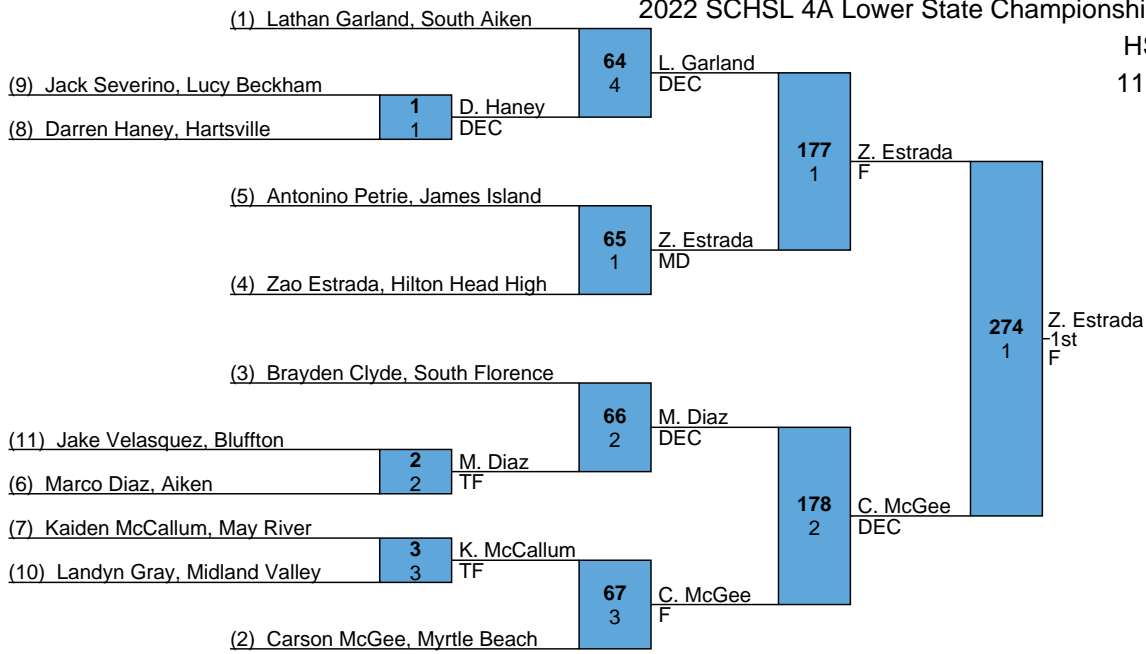 2022 SCHSL 4A Lower State Championshi
HS
11
(1) Lathan Garland, South Aiken
64
4
L. Garland
DEC
(9) Jack Severino, Lucy Beckham
1
1
D. Haney
DEC
(8) Darren Haney, Hartsville
177
1
Z. Estrada
F
(5) Antonino Petrie, James Island
65
1
Z. Estrada
MD
(4) Zao Estrada, Hilton Head High
274
1
Z. Estrada
1st
F
(3) Brayden Clyde, South Florence
66
2
M. Diaz
DEC
(11) Jake Velasquez, Bluffton
2
2
M. Diaz
TF
(6) Marco Diaz, Aiken
178
2
C. McGee
DEC
(7) Kaiden McCallum, May River
3
3
K. McCallum
TF
(10) Landyn Gray, Midland Valley
67
3
C. McGee
F
(2) Carson McGee, Myrtle Beach